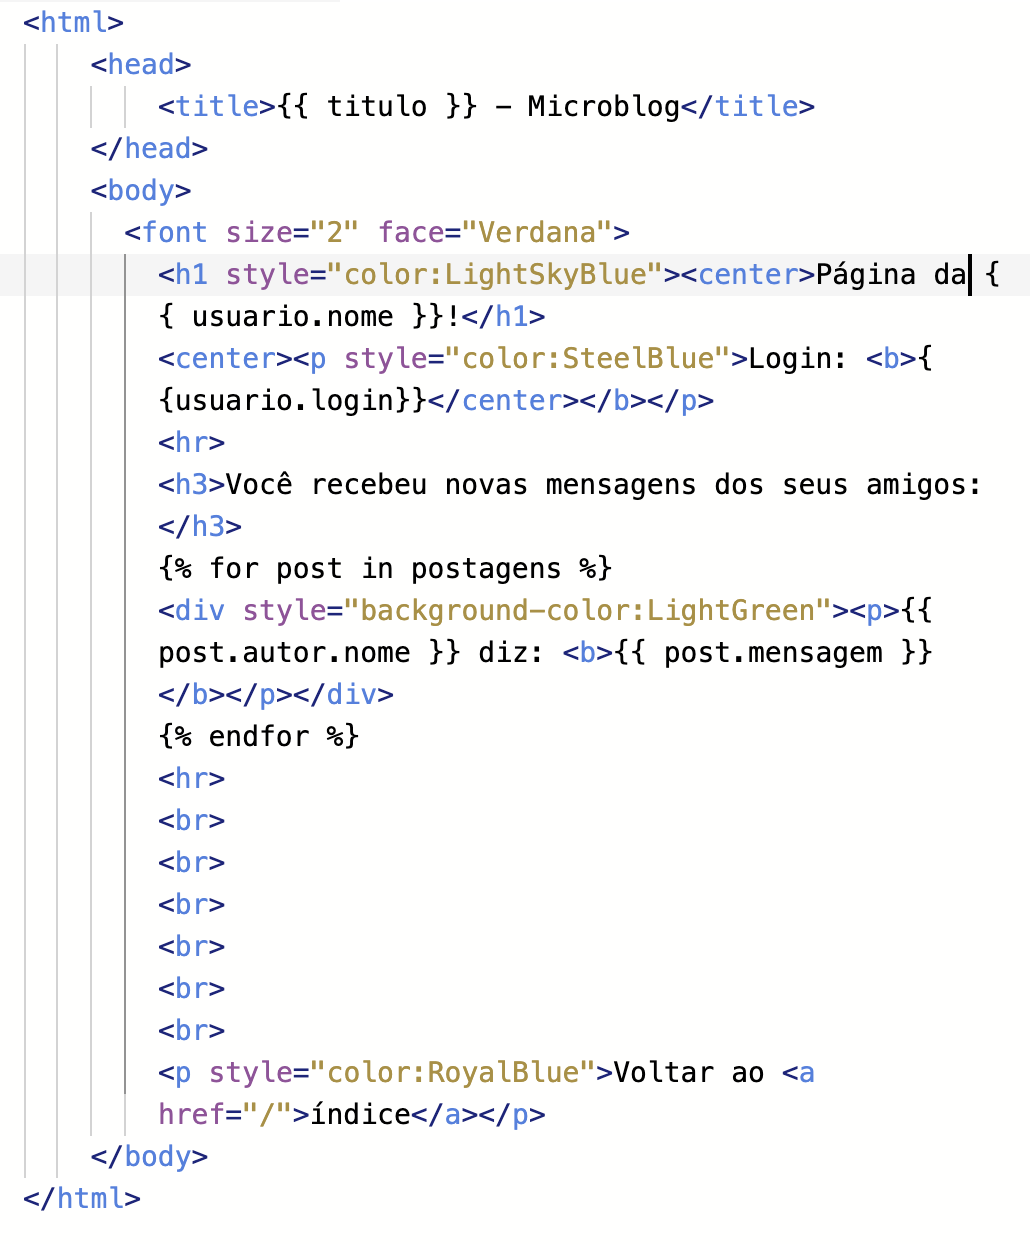 <html>
<head>
<title>{{ titulo }} - Microblog</title>
</head>
<body>
<font size="2" face="Verdana">
<h1 style="color:LightSkyBlue"><center>Página da {
{ usuario.nome }}!</h1>
<center><p style="color:SteelBlue">Login: <b>{
{usuario.login}}</center></b></p>
<hr>
<h3>Você recebeu novas mensagens dos seus amigos:
</h3>
{% for post in postagens %}
<div style="background-color:LightGreen"><p>{{
post.autor.nome }} diz: <b>{{ post.mensagem }}
</b></p></div>
{% endfor %}
<hr>
<br>
<br>
<br>
<br>
<br>
<br>
<p style="color:RoyalBlue">Voltar ao <a
href="/">índice</a></p>
</body>
</html>